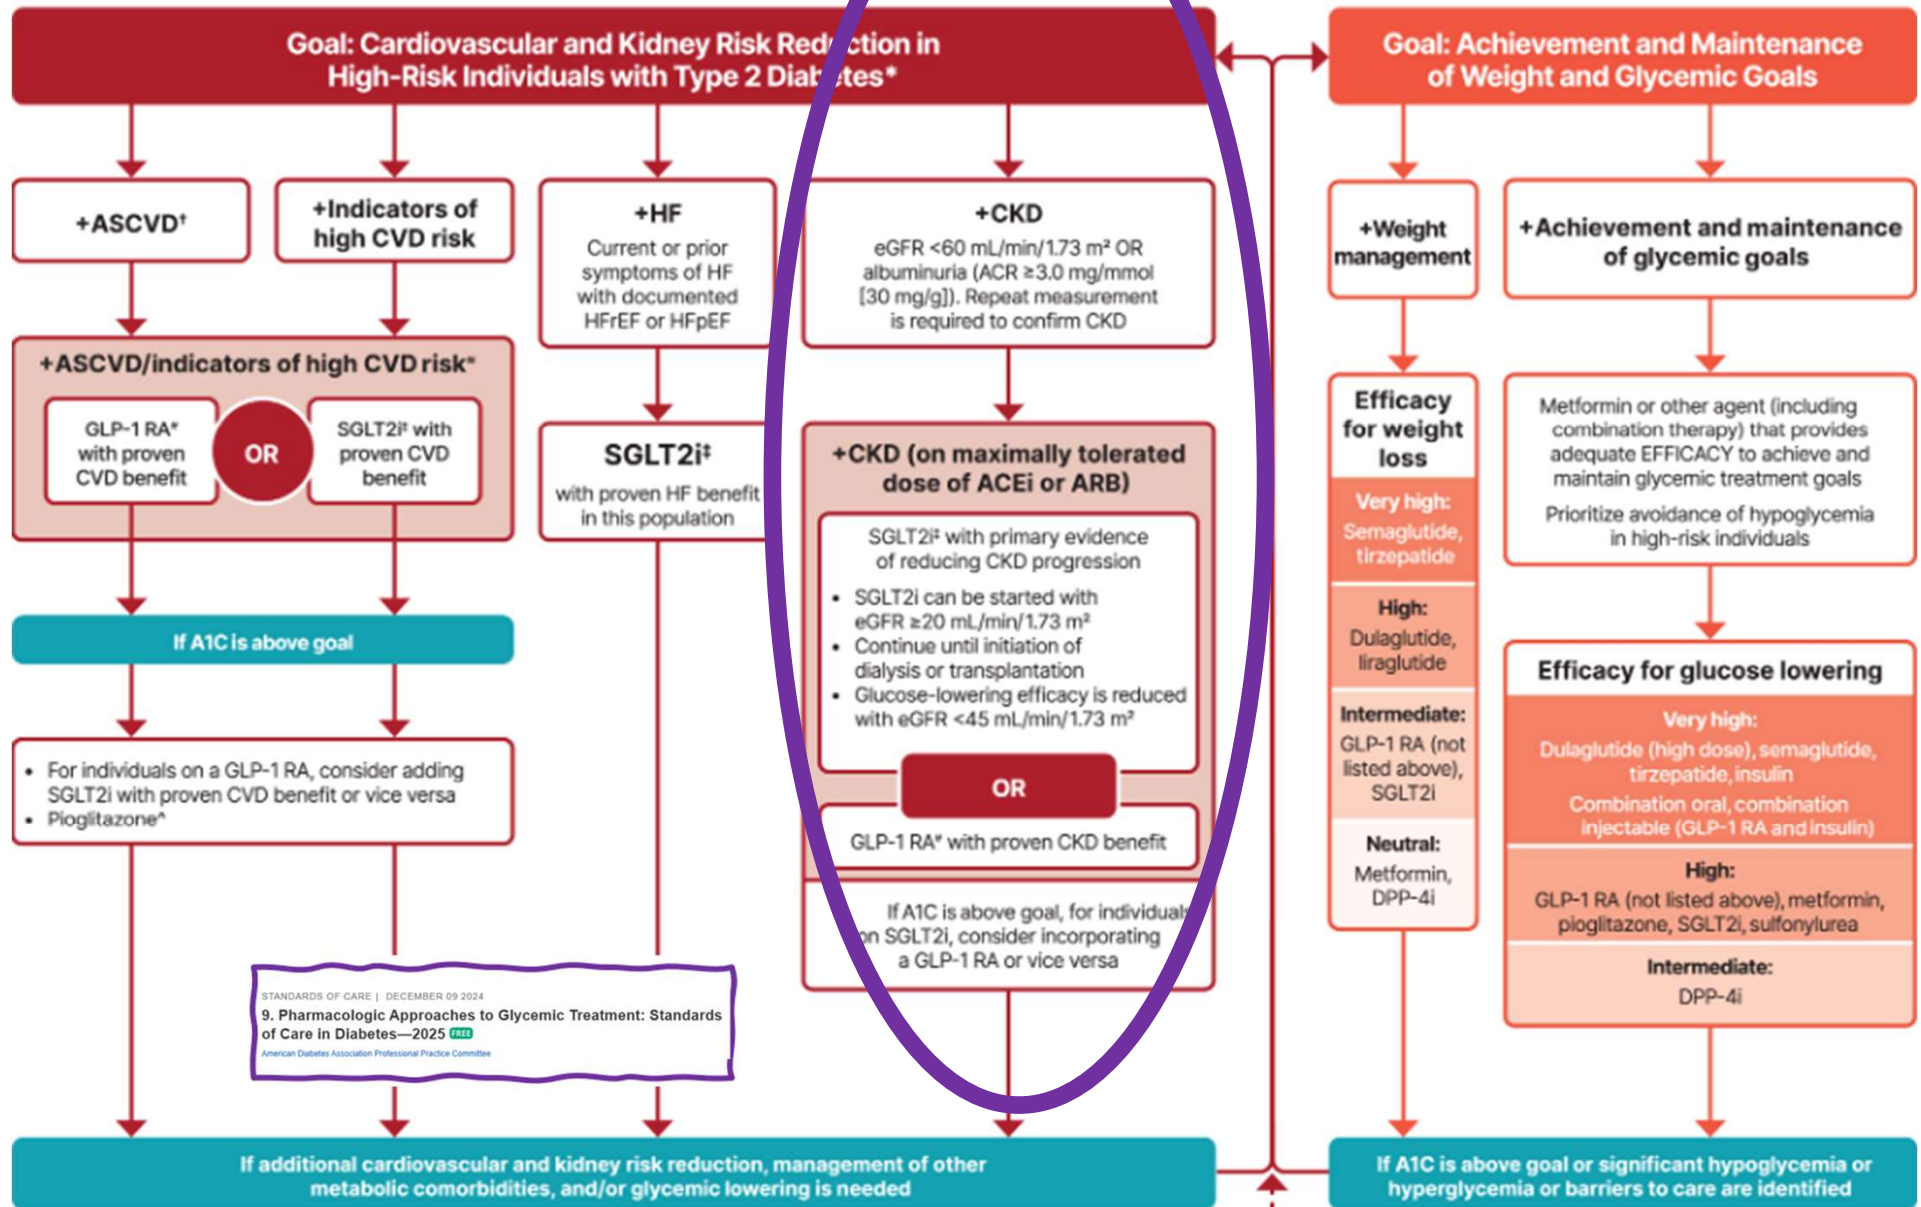 Goal: Cardiovascular and Kidney Risk Reduction in
High-Risk Individuals with Type 2 Diabetes*
+ASCVD†
+Indicators of
high CVD risk
+ASCVD/indicators of high CVD risk*
GLP-1 RA#
with proven
CVD benefit
OR
SGLT2i‡ with
proven CVD
benefit
If A1C is above goal
• For individuals on a GLP-1 RA, consider adding
SGLT2i with proven CVD benefit or vice versa
• Pioglitazone^
+HF
Current or prior
symptoms of HF
with documented
HFrEF or HFpEF
SGLT2i‡
with proven HF benefit
in this population
+CKD
eGFR <60 mL/min/1.73 m² OR
albuminuria (ACR ≥3.0 mg/mmol
[30 mg/g]). Repeat measurement
is required to confirm CKD
+CKD (on maximally tolerated
dose of ACEi or ARB)
SGLT2i‡ with primary evidence
of reducing CKD progression
• SGLT2i can be started with
eGFR ≥20 mL/min/1.73 m²
• Continue until initiation of
dialysis or transplantation
• Glucose-lowering efficacy is reduced
with eGFR <45 mL/min/1.73 m²
OR
GLP-1 RA# with proven CKD benefit
If A1C is above goal, for individuals
on SGLT2i, consider incorporating
a GLP-1 RA or vice versa
STANDARDS OF CARE | DECEMBER 09 2024
9. Pharmacologic Approaches to Glycemic Treatment: Standards
of Care in Diabetes—2025 FREE
American Diabetes Association Professional Practice Committee
If additional cardiovascular and kidney risk reduction, management of other
metabolic comorbidities, and/or glycemic lowering is needed
Goal: Achievement and Maintenance
of Weight and Glycemic Goals
+Weight
management
Efficacy
for weight
loss
Very high:
Semaglutide,
tirzepatide
High:
Dulaglutide,
liraglutide
Intermediate:
GLP-1 RA (not
listed above),
SGLT2i
Neutral:
Metformin,
DPP-4i
+Achievement and maintenance
of glycemic goals
Metformin or other agent (including
combination therapy) that provides
adequate EFFICACY to achieve and
maintain glycemic treatment goals
Prioritize avoidance of hypoglycemia
in high-risk individuals
Efficacy for glucose lowering
Very high:
Dulaglutide (high dose), semaglutide,
tirzepatide, insulin
Combination oral, combination
injectable (GLP-1 RA and insulin)
High:
GLP-1 RA (not listed above), metformin,
pioglitazone, SGLT2i, sulfonylurea
Intermediate:
DPP-4i
If A1C is above goal or significant hypoglycemia or
hyperglycemia or barriers to care are identified